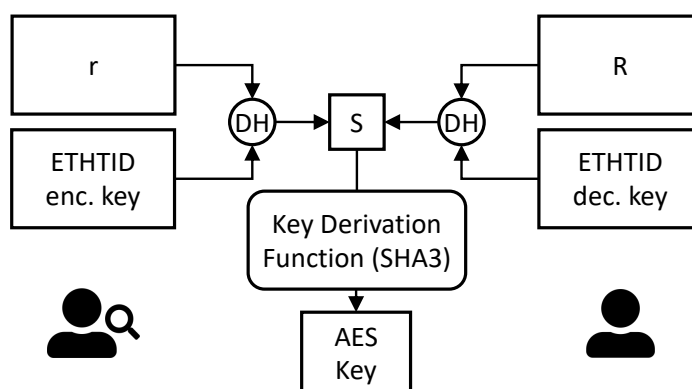 r
R
DH
S
DH
ETHTID
enc. key
ETHTID
dec. key
Key Derivation
Function (SHA3)
AES
Key